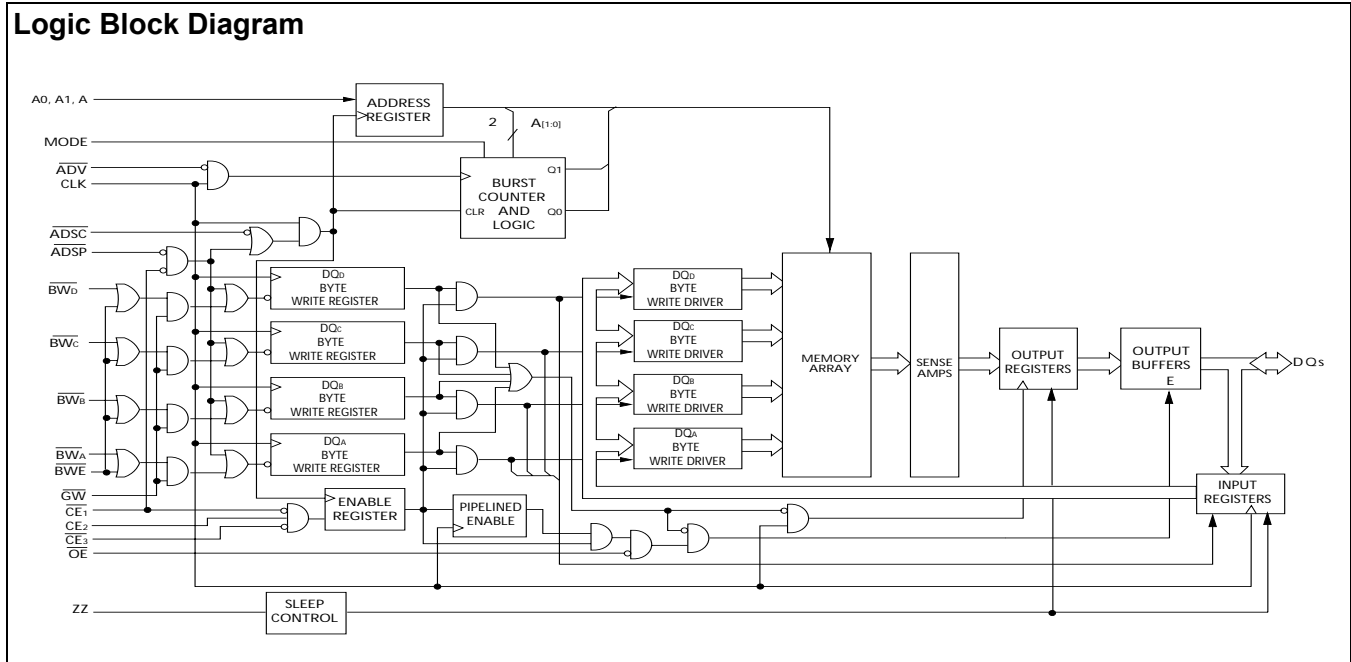 Logic Block Diagram
A0, A1, A
ADDRESS
REGISTER
2 A[1:0]
MODE
ADV
CLK
BURST
COUNTER
AND
LOGIC
CLR
Q1
Q0
ADSC
ADSP
BWD
DQD
BYTE
WRITE REGISTER
DQD
BYTE
WRITE DRIVER
BWC
DQC
BYTE
WRITE REGISTER
DQC
BYTE
WRITE DRIVER
BWB
DQB
BYTE
WRITE REGISTER
DQB
BYTE
WRITE DRIVER
BWA
BWE
DQA
BYTE
WRITE REGISTER
DQA
BYTE
WRITE DRIVER
MEMORY
ARRAY
SENSE
AMPS
OUTPUT
REGISTERS
OUTPUT
BUFFERS
E
DQs
INPUT
REGISTERS
GW
CE1
CE2
CE3
OE
ENABLE
REGISTER
PIPELINED
ENABLE
ZZ
SLEEP
CONTROL